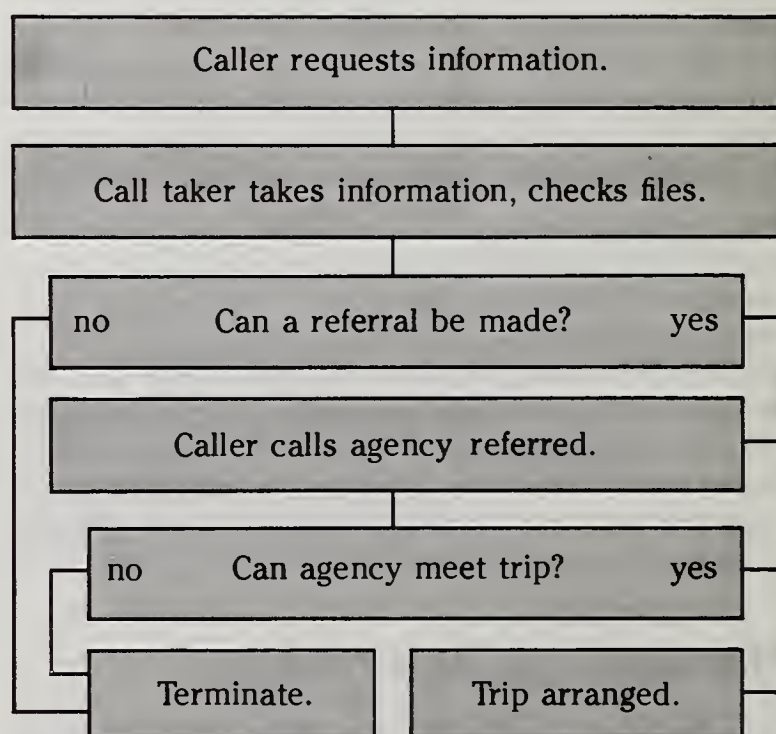 Caller requests information.
Call taker takes information, checks files.
no Can a referral be made? yes
Caller calls agency referred.
no Can agency meet trip? yes
Terminate. Trip arranged.